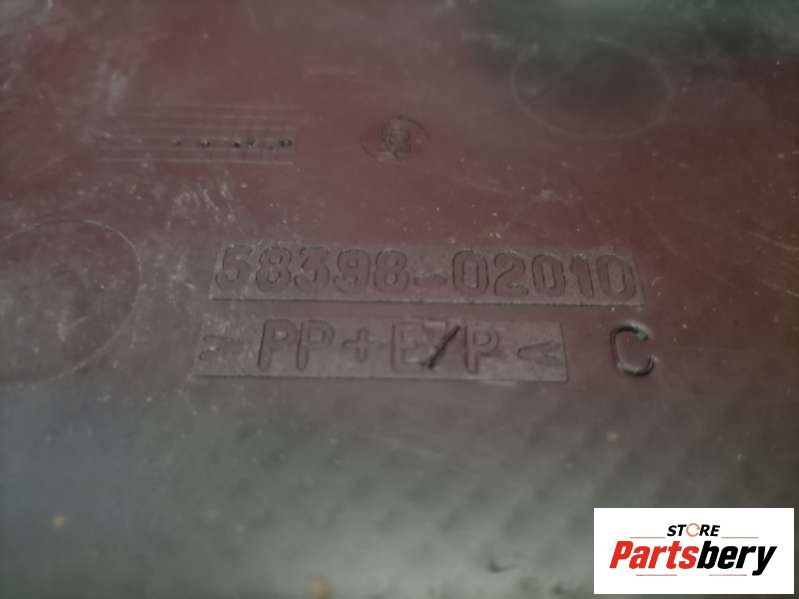 58398-02010
>PP+E/P< C
STORE
Partsbery